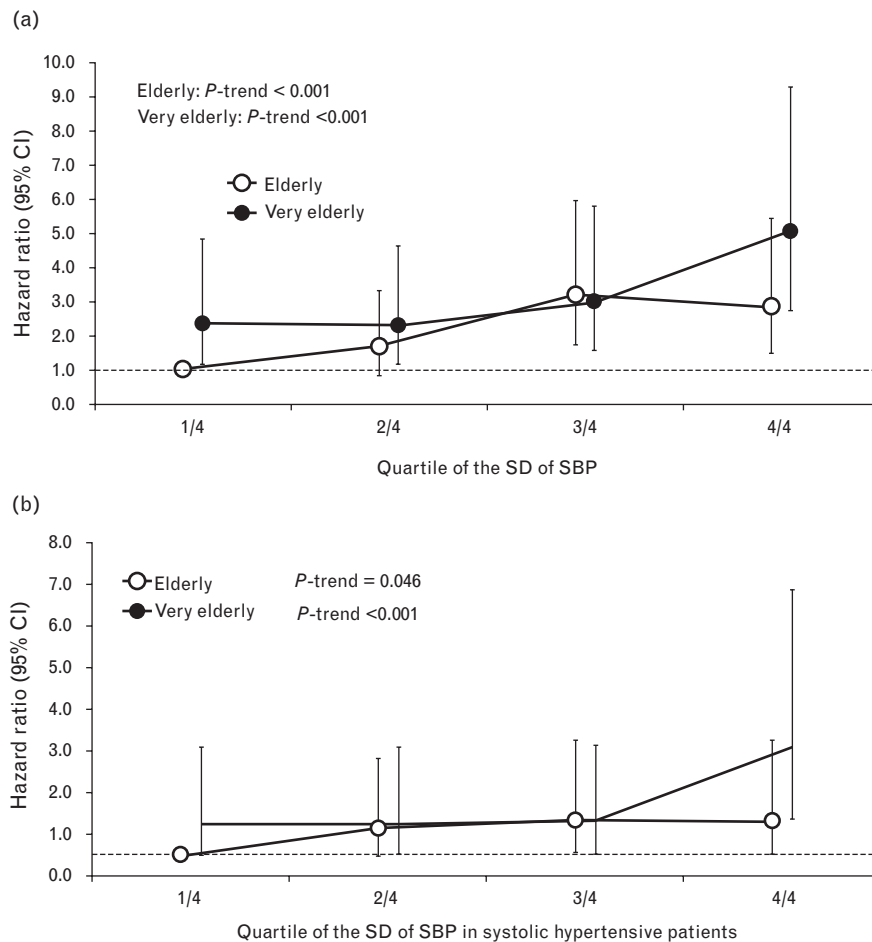 (a)
10.0
9.0
8.0
7.0
6.0
5.0
4.0
3.0
2.0
1.0
0.0
Hazard ratio (95% CI)
Elderly: P-trend < 0.001
Very elderly: P-trend <0.001
Elderly
Very elderly
1/4 2/4 3/4 4/4
Quartile of the SD of SBP
(b)
8.0
7.0
6.0
5.0
4.0
3.0
2.0
1.0
0.0
Hazard ratio (95% CI)
Elderly P-trend = 0.046
Very elderly P-trend <0.001
1/4 2/4 3/4 4/4
Quartile of the SD of SBP in systolic hypertensive patients